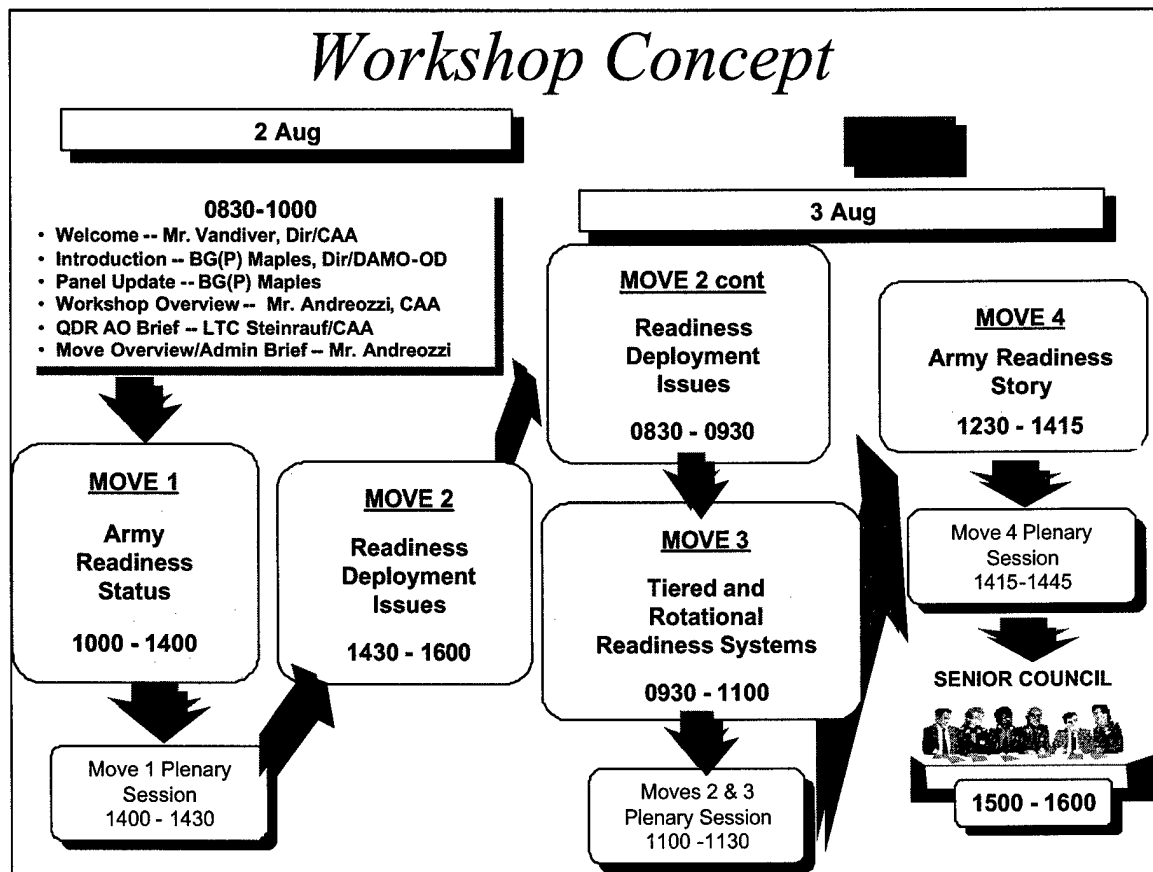 Workshop Concept
2 Aug
0830-1000
• Welcome -- Mr. Vandiver, Dir/CAA
• Introduction -- BG(P) Maples, Dir/DAMO-OD
• Panel Update -- BG(P) Maples
• Workshop Overview -- Mr. Andreozzi, CAA
• QDR AO Brief -- LTC Steinrauf/CAA
• Move Overview/Admin Brief -- Mr. Andreozzi
MOVE 1
Army
Readiness
Status
1000 - 1400
Move 1 Plenary
Session
1400 - 1430
MOVE 2
Readiness
Deployment
Issues
1430 - 1600
3 Aug
MOVE 2 cont
Readiness
Deployment
Issues
0830 - 0930
MOVE 3
Tiered and
Rotational
Readiness Systems
0930 - 1100
Moves 2 & 3
Plenary Session
1100 -1130
MOVE 4
Army Readiness
Story
1230 - 1415
Move 4 Plenary
Session
1415-1445
SENIOR COUNCIL
1500 - 1600